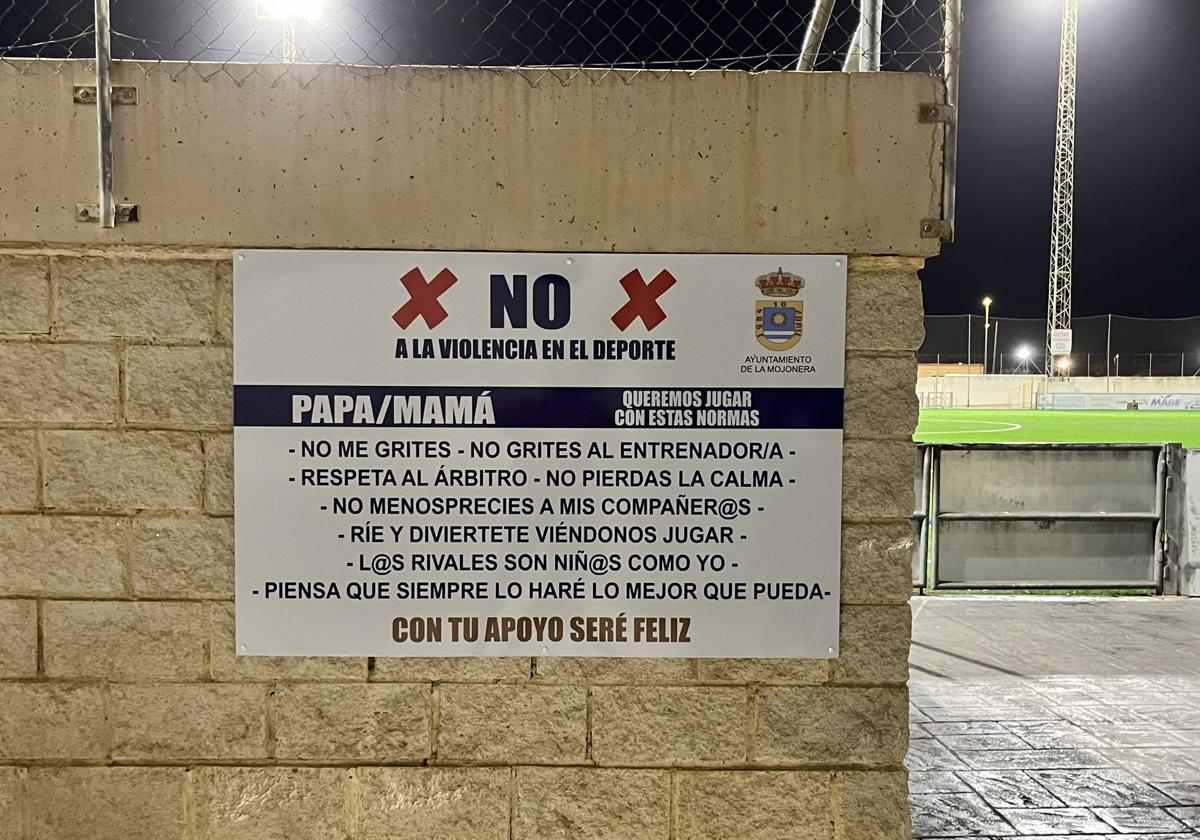 NO
A LA VIOLENCIA EN EL DEPORTE
AYUNTAMIENTO
DE LA MOJONERA
PAPA/MAMÁ
QUEREMOS JUGAR
CON ESTAS NORMAS
- NO ME GRITES - NO GRITES AL ENTRENADOR/A -
- RESPETA AL ÁRBITRO - NO PIERDAS LA CALMA -
- NO MENOSPRECIES A MIS COMPAÑER@S -
- RÍE Y DIVIERTETE VIÉNDONOS JUGAR -
- L@S RIVALES SON NIÑ@S COMO YO -
- PIENSA QUE SIEMPRE LO HARÉ LO MEJOR QUE PUEDA-
CON TU APOYO SERÉ FELIZ